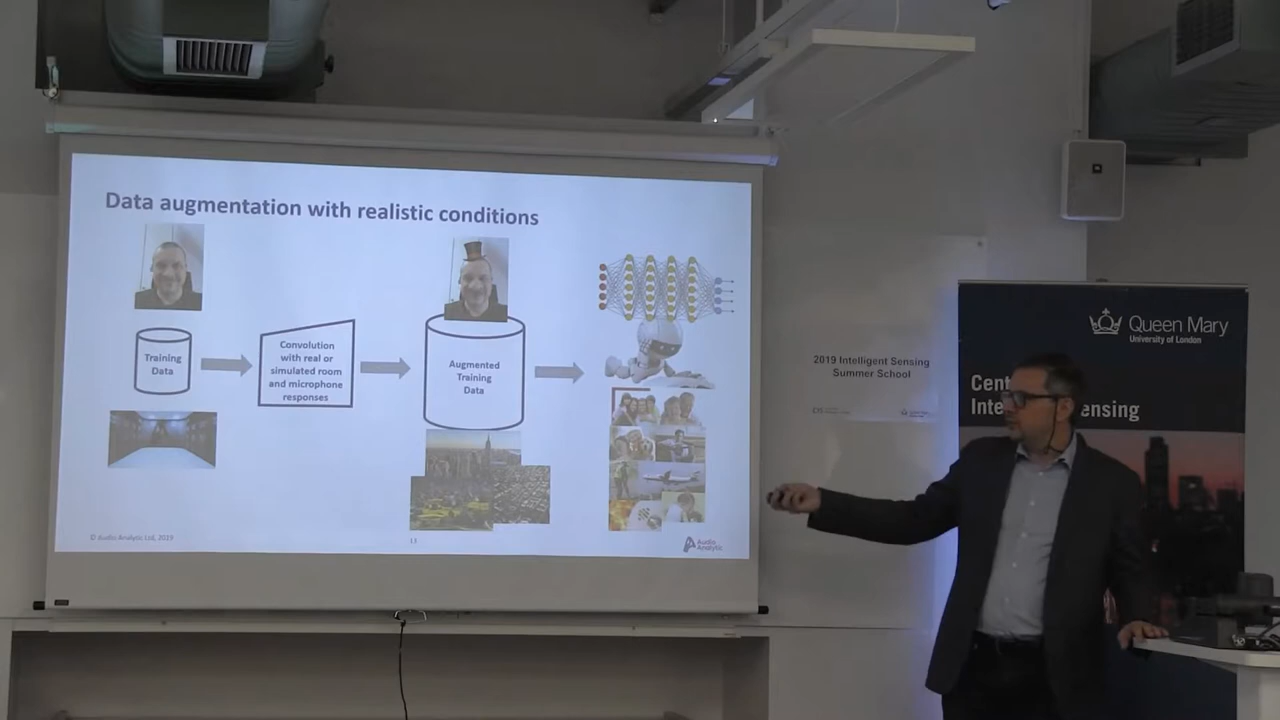 Data augmentation with realistic conditions
Training
Data
Convolution
with real or
simulated room
and microphone
responses
Augmented
Training
Data
© Audio Analytic Ltd, 2019
Audio
Analytic
2019 Intelligent Sensing
Summer School
Queen Mary
University of London
Cent
Inte
ensing